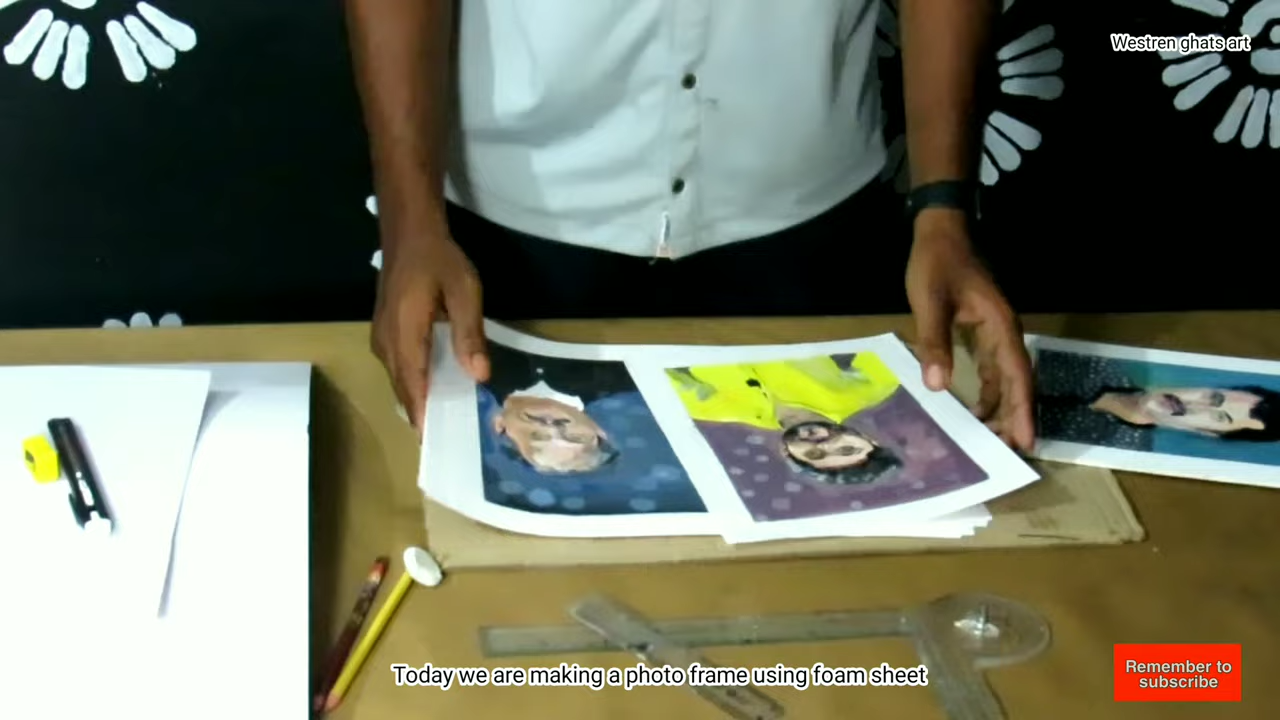 Westren ghats art
Today we are making a photo frame using foam sheet
Remember to
subscribe